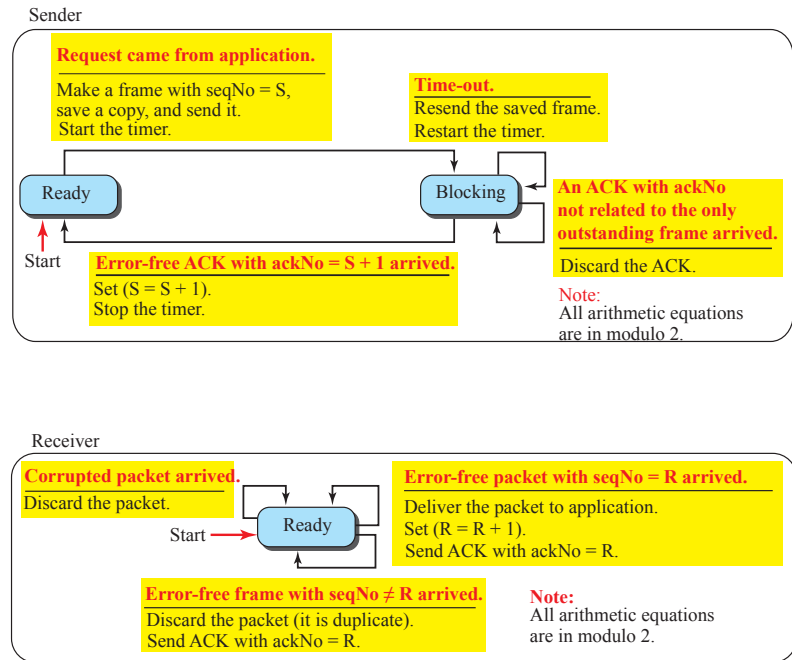 Sender
Request came from application.
Make a frame with seqNo = S,
save a copy, and send it.
Start the timer.
Time-out.
Resend the saved frame.
Restart the timer.
Ready
Blocking
An ACK with ackNo
not related to the only
outstanding frame arrived.
Discard the ACK.
Start
Error-free ACK with ackNo = S + 1 arrived.
Set (S = S + 1).
Stop the timer.
Note:
All arithmetic equations
are in modulo 2.
Receiver
Corrupted packet arrived.
Discard the packet.
Error-free packet with seqNo = R arrived.
Deliver the packet to application.
Set (R = R + 1).
Send ACK with ackNo = R.
Start
Ready
Error-free frame with seqNo ≠ R arrived.
Discard the packet (it is duplicate).
Send ACK with ackNo = R.
Note:
All arithmetic equations
are in modulo 2.